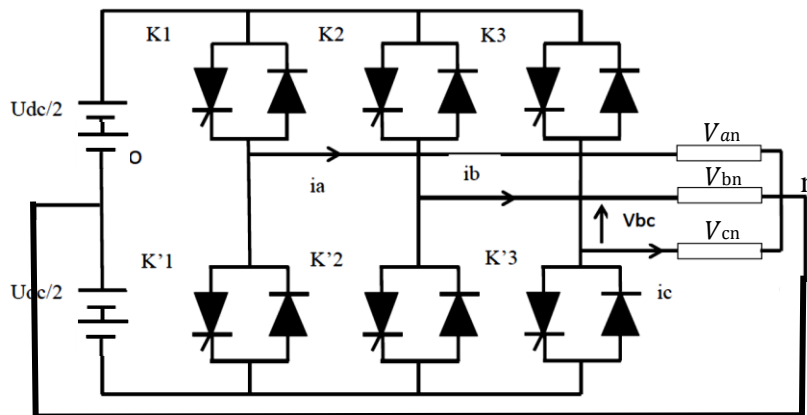 K1
K2
K3
Udc/2
O
Van
ia
ib
Vbn
n
Vbc
Vcn
K'1
K'2
K'3
Udc/2
ic